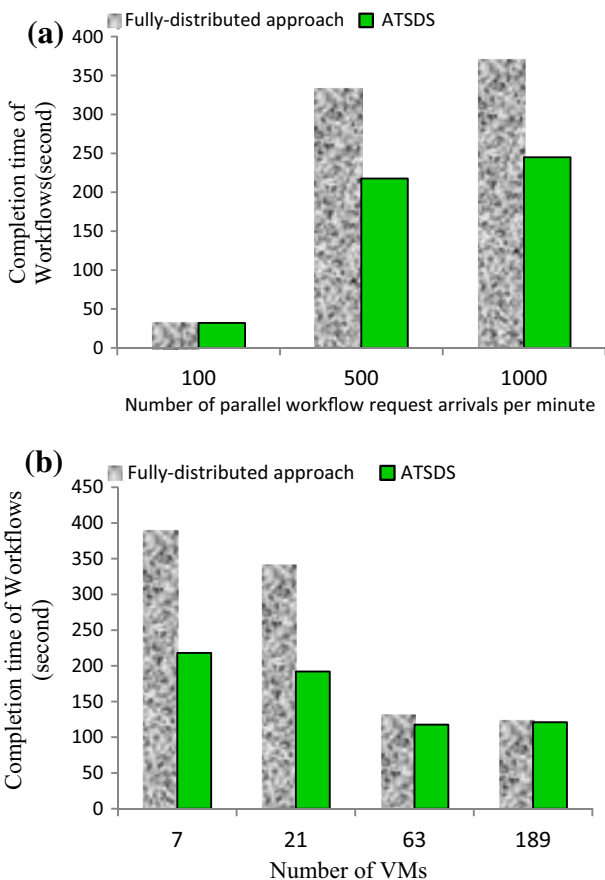 (a)
Fully-distributed approach ATSDS
Completion time of
Workflows(second)
400
350
300
250
200
150
100
50
0
100 500 1000
Number of parallel workflow request arrivals per minute
(b)
Fully-distributed approach ATSDS
Completion time of Workflows
(second)
450
400
350
300
250
200
150
100
50
0
7 21 63 189
Number of VMs